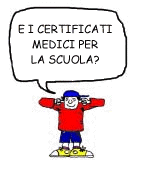 E I CERTIFICATI
MEDICI PER
LA SCUOLA?